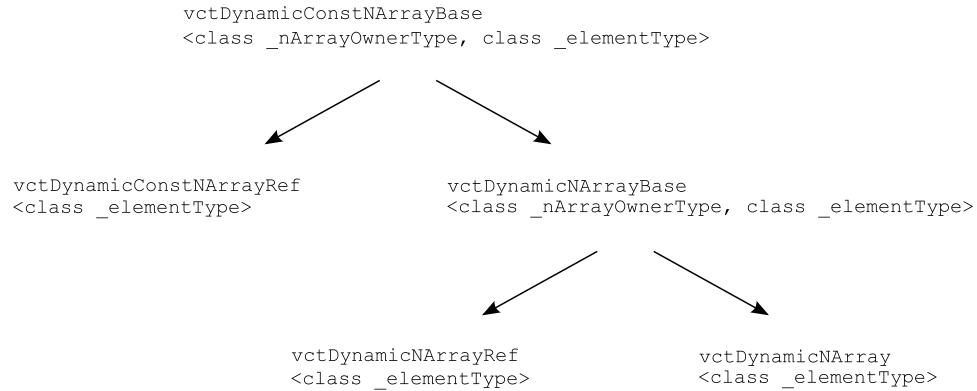 vctDynamicConstNArrayBase
<class _nArrayOwnerType, class _elementType>
vctDynamicConstNArrayRef
<class _elementType>
vctDynamicNArrayBase
<class _nArrayOwnerType, class _elementType>
vctDynamicNArrayRef
<class _elementType>
vctDynamicNArray
<class _elementType>